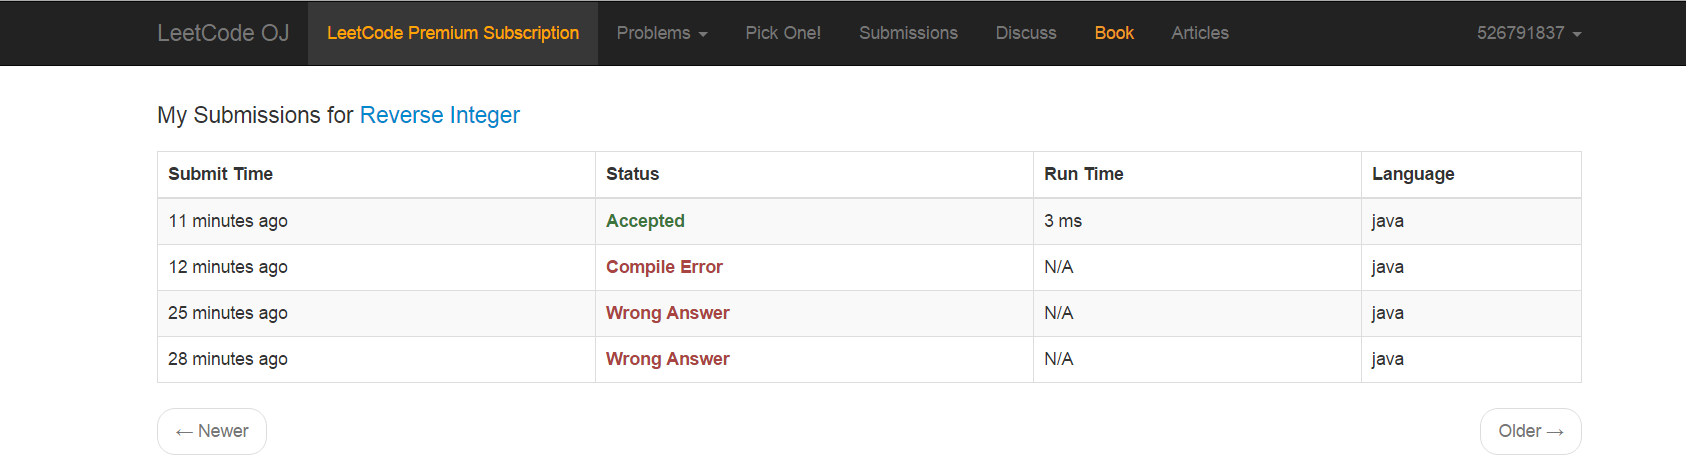 LeetCode OJ LeetCode Premium Subscription Problems Pick One! Submissions Discuss Book Articles 526791837
My Submissions for Reverse Integer
Submit Time Status Run Time Language
11 minutes ago Accepted 3 ms java
12 minutes ago Compile Error N/A java
25 minutes ago Wrong Answer N/A java
28 minutes ago Wrong Answer N/A java
← Newer Older →